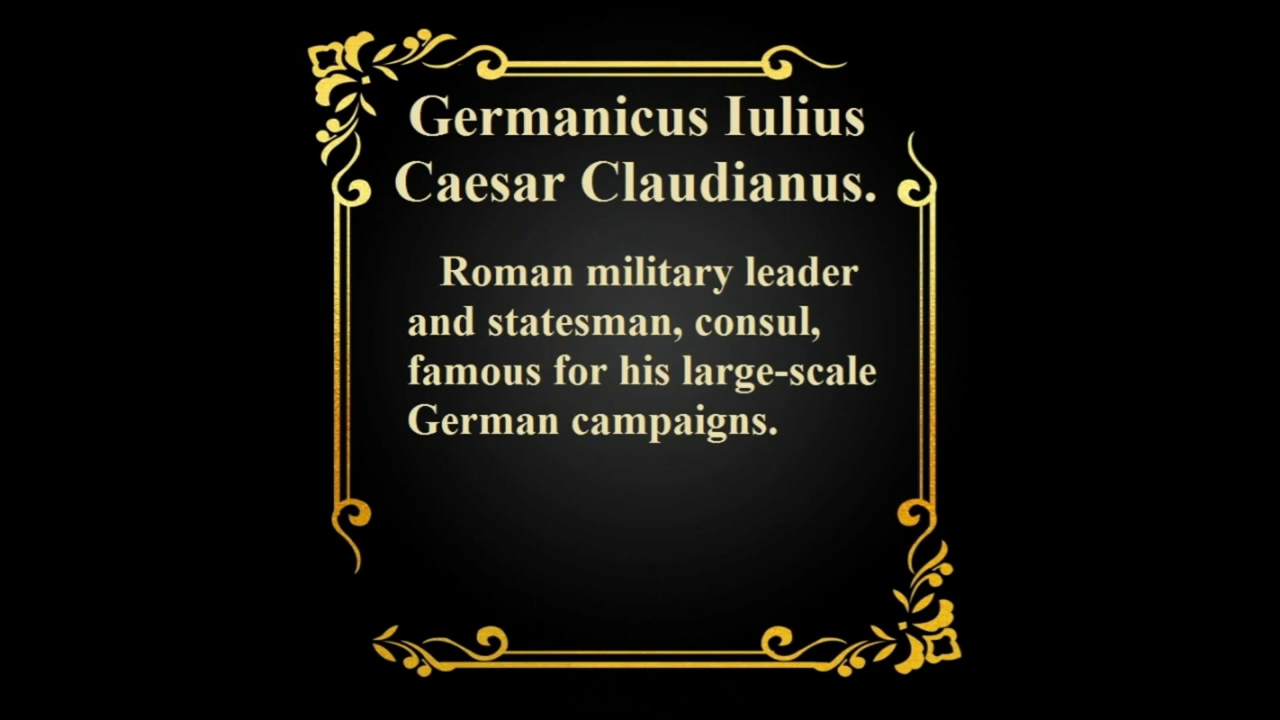 Germanicus Iulius
Caesar Claudianus.
Roman military leader
and statesman, consul,
famous for his large-scale
German campaigns.